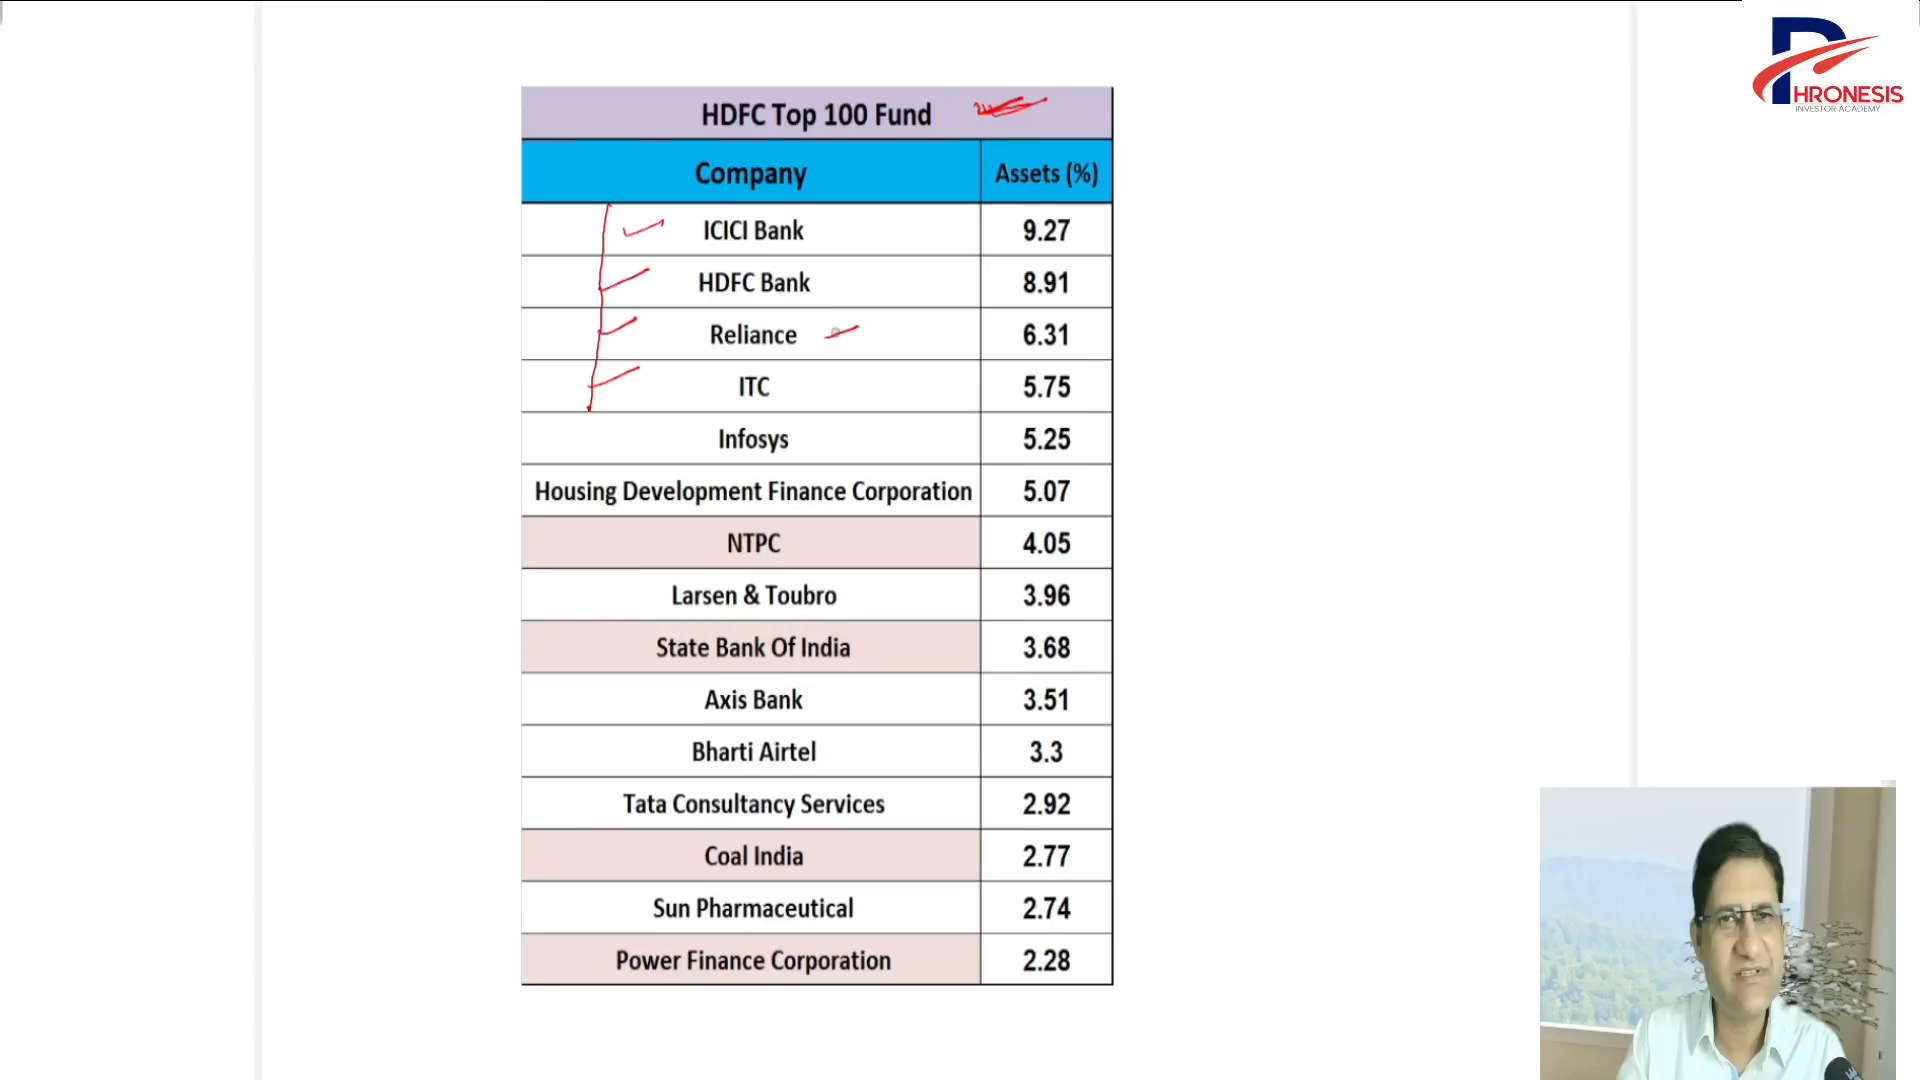 PHRONESIS
INVESTOR ACADEMY
HDFC Top 100 Fund
Company Assets (%)
ICICI Bank 9.27
HDFC Bank 8.91
Reliance 6.31
ITC 5.75
Infosys 5.25
Housing Development Finance Corporation 5.07
NTPC 4.05
Larsen & Toubro 3.96
State Bank Of India 3.68
Axis Bank 3.51
Bharti Airtel 3.3
Tata Consultancy Services 2.92
Coal India 2.77
Sun Pharmaceutical 2.74
Power Finance Corporation 2.28